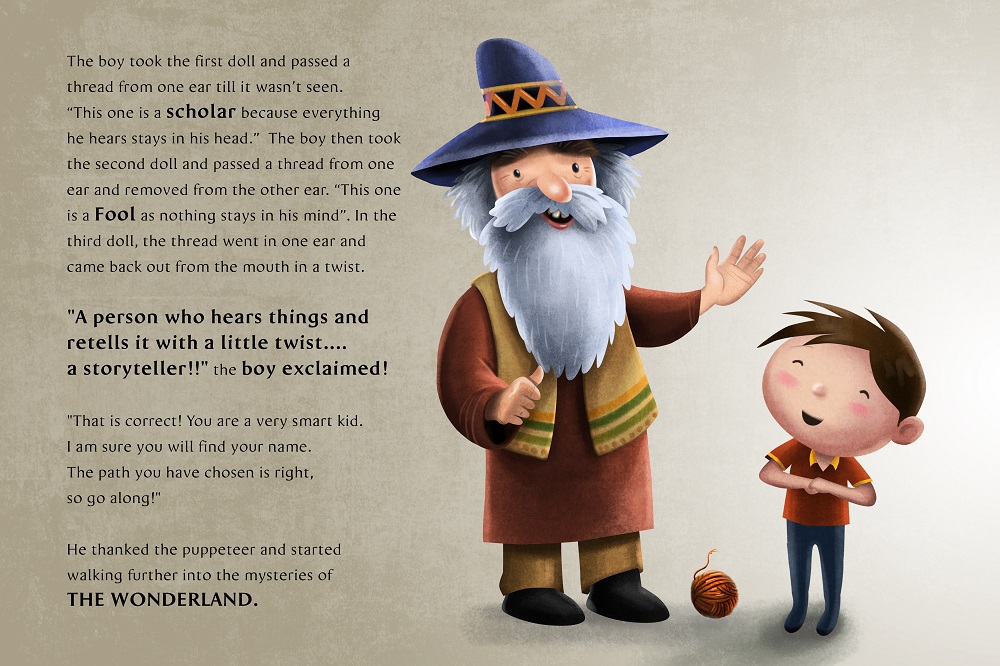 The boy took the first doll and passed a
thread from one ear till it wasn't seen.
“This one is a scholar because everything
he hears stays in his head.”  The boy then took
the second doll and passed a thread from one
ear and removed from the other ear. “This one
is a Fool as nothing stays in his mind”. In the
third doll, the thread went in one ear and
came back out from the mouth in a twist.
"A person who hears things and
retells it with a little twist....
a storyteller!!" the boy exclaimed!
"That is correct! You are a very smart kid.
I am sure you will find your name.
The path you have chosen is right,
so go along!"
He thanked the puppeteer and started
walking further into the mysteries of
THE WONDERLAND.